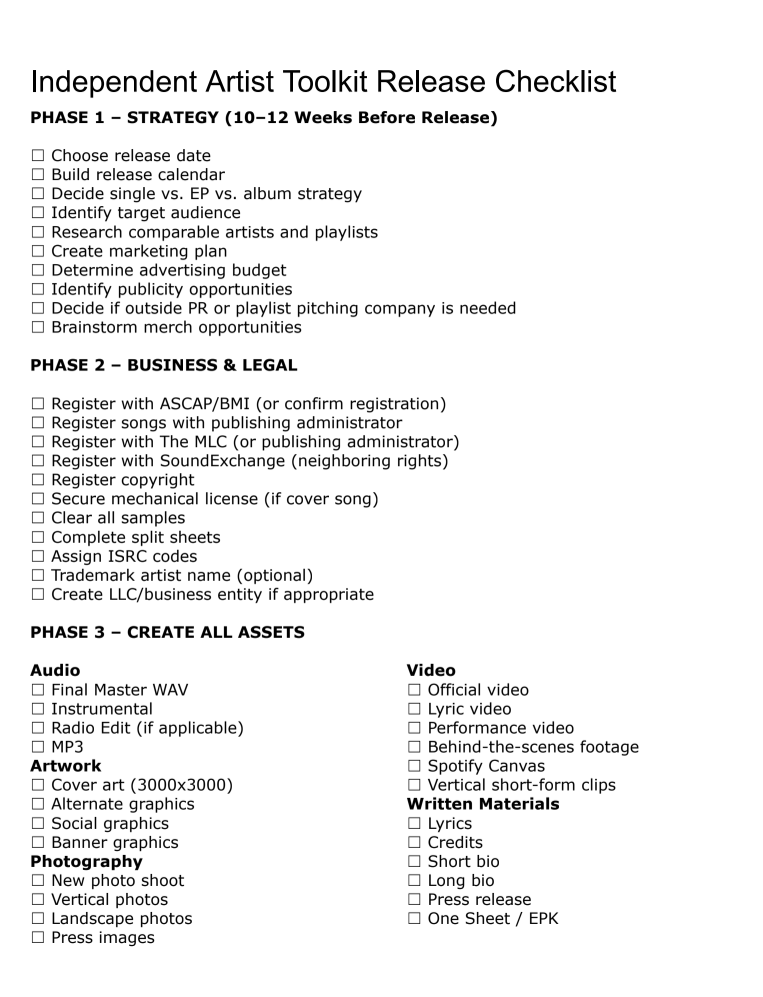 Independent Artist Toolkit Release Checklist
PHASE 1 – STRATEGY (10–12 Weeks Before Release)
☐ Choose release date
☐ Build release calendar
☐ Decide single vs. EP vs. album strategy
☐ Identify target audience
☐ Research comparable artists and playlists
☐ Create marketing plan
☐ Determine advertising budget
☐ Identify publicity opportunities
☐ Decide if outside PR or playlist pitching company is needed
☐ Brainstorm merch opportunities
PHASE 2 – BUSINESS & LEGAL
☐ Register with ASCAP/BMI (or confirm registration)
☐ Register songs with publishing administrator
☐ Register with The MLC (or publishing administrator)
☐ Register with SoundExchange (neighboring rights)
☐ Register copyright
☐ Secure mechanical license (if cover song)
☐ Clear all samples
☐ Complete split sheets
☐ Assign ISRC codes
☐ Trademark artist name (optional)
☐ Create LLC/business entity if appropriate
PHASE 3 – CREATE ALL ASSETS
Audio
☐ Final Master WAV
☐ Instrumental
☐ Radio Edit (if applicable)
☐ MP3
Artwork
☐ Cover art (3000x3000)
☐ Alternate graphics
☐ Social graphics
☐ Banner graphics
Photography
☐ New photo shoot
☐ Vertical photos
☐ Landscape photos
☐ Press images
Video
☐ Official video
☐ Lyric video
☐ Performance video
☐ Behind-the-scenes footage
☐ Spotify Canvas
☐ Vertical short-form clips
Written Materials
☐ Lyrics
☐ Credits
☐ Short bio
☐ Long bio
☐ Press release
☐ One Sheet / EPK